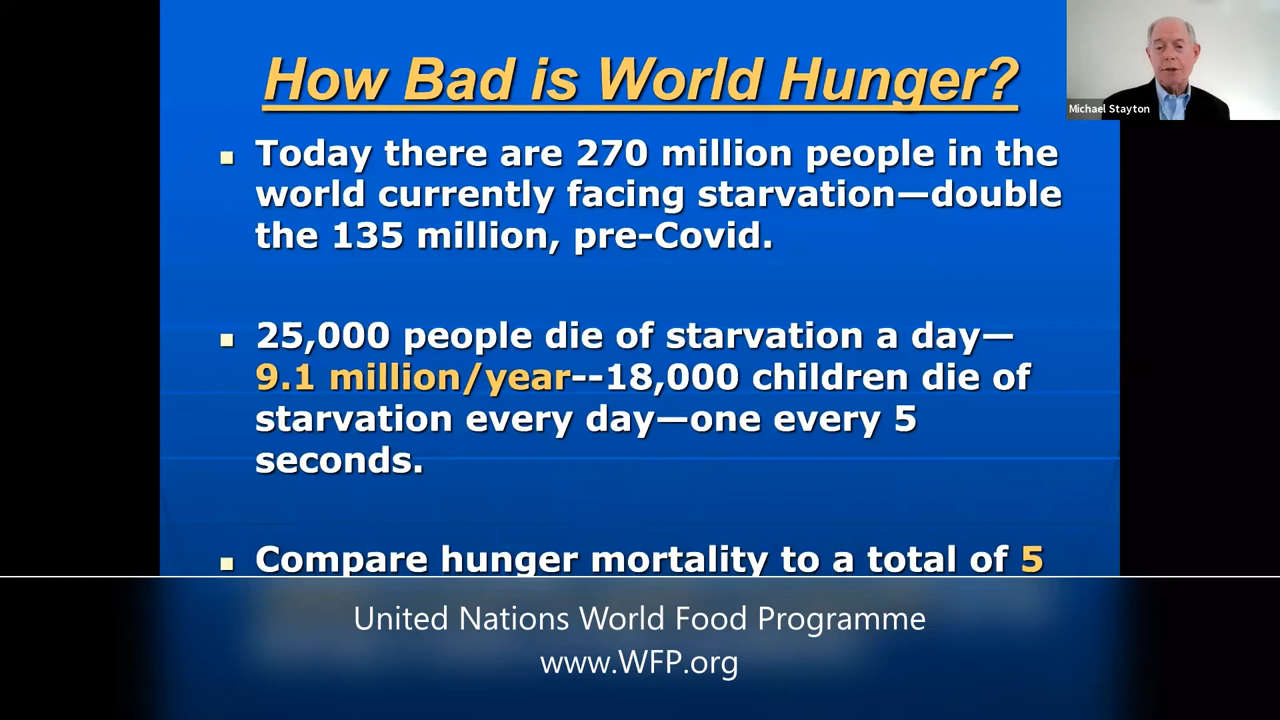 How Bad is World Hunger?
Michael Stayton
Today there are 270 million people in the
world currently facing starvation—double
the 135 million, pre-Covid.
25,000 people die of starvation a day—
9.1 million/year--18,000 children die of
starvation every day—one every 5
seconds.
Compare hunger mortality to a total of 5
United Nations World Food Programme
www.WFP.org